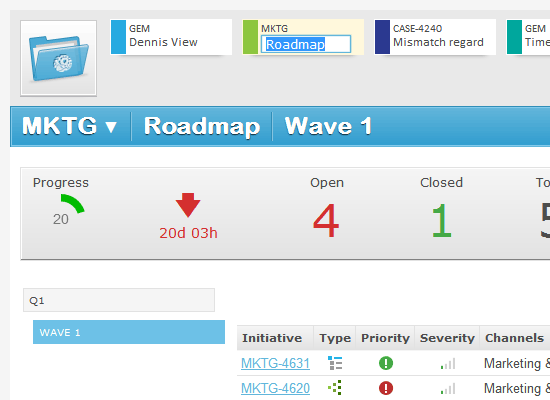 GEM
Dennis View
MKTG
Roadmap
CASE-4240
Mismatch regard
GEM
Time
MKTG ▾ Roadmap Wave 1
Progress
Open
Closed
To
20
20d 03h
4
1
5
Q1
WAVE 1
Initiative Type Priority Severity Channels
MKTG-4631 Marketing &
MKTG-4620 Marketing &